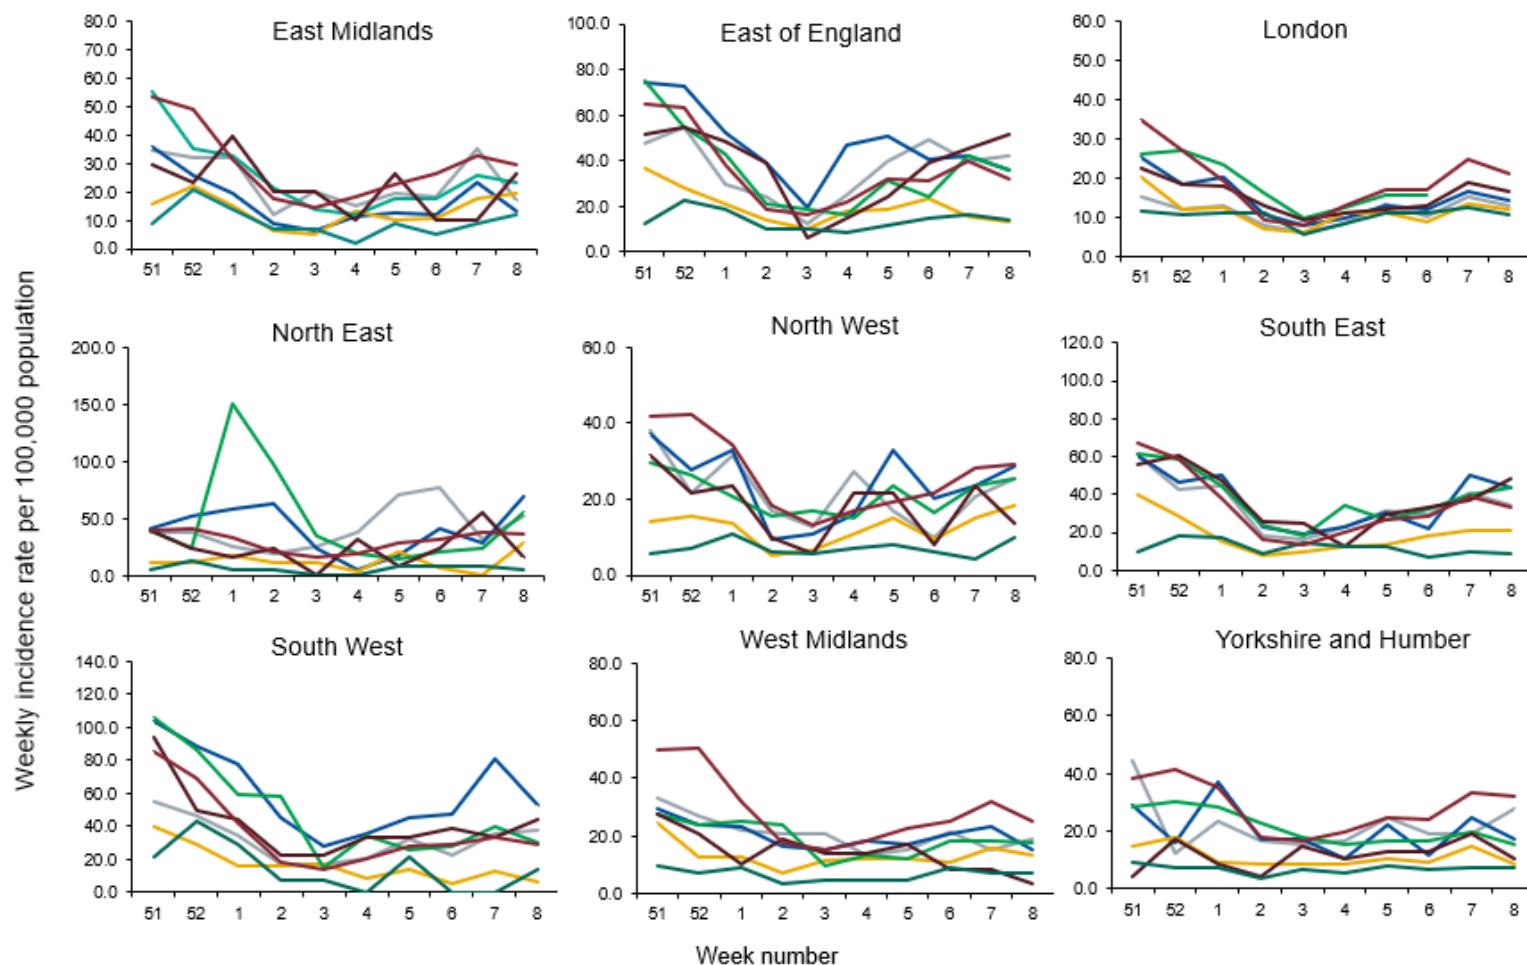 Weekly incidence rate per 100,000 population
East Midlands
80.0
70.0
60.0
50.0
40.0
30.0
20.0
10.0
0.0
51 52 1 2 3 4 5 6 7 8
East of England
100.0
80.0
60.0
40.0
20.0
0.0
51 52 1 2 3 4 5 6 7 8
London
60.0
50.0
40.0
30.0
20.0
10.0
0.0
51 52 1 2 3 4 5 6 7 8
North East
200.0
150.0
100.0
50.0
0.0
51 52 1 2 3 4 5 6 7 8
North West
60.0
40.0
20.0
0.0
51 52 1 2 3 4 5 6 7 8
South East
120.0
100.0
80.0
60.0
40.0
20.0
0.0
51 52 1 2 3 4 5 6 7 8
South West
140.0
120.0
100.0
80.0
60.0
40.0
20.0
0.0
51 52 1 2 3 4 5 6 7 8
West Midlands
80.0
60.0
40.0
20.0
0.0
51 52 1 2 3 4 5 6 7 8
Yorkshire and Humber
80.0
60.0
40.0
20.0
0.0
51 52 1 2 3 4 5 6 7 8
Week number